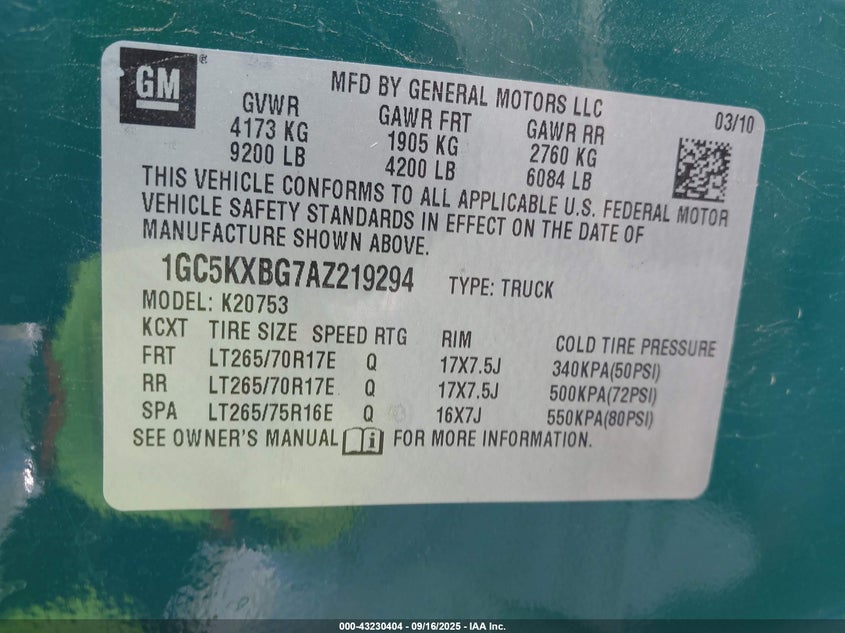 GM
MFD BY GENERAL MOTORS LLC
03/10
GVWR GAWR FRT GAWR RR
4173 KG 1905 KG 2760 KG
9200 LB 4200 LB 6084 LB
THIS VEHICLE CONFORMS TO ALL APPLICABLE U.S. FEDERAL MOTOR
VEHICLE SAFETY STANDARDS IN EFFECT ON THE DATE OF
MANUFACTURE SHOWN ABOVE.
1GC5KXBG7AZ219294 TYPE: TRUCK
MODEL: K20753
KCXT TIRE SIZE SPEED RTG RIM COLD TIRE PRESSURE
FRT LT265/70R17E Q 17X7.5J 340KPA(50PSI)
RR LT265/70R17E Q 17X7.5J 500KPA(72PSI)
SPA LT265/75R16E Q 16X7J 550KPA(80PSI)
SEE OWNER'S MANUAL i FOR MORE INFORMATION.
000-43230404 - 09/16/2025 - IAA Inc.